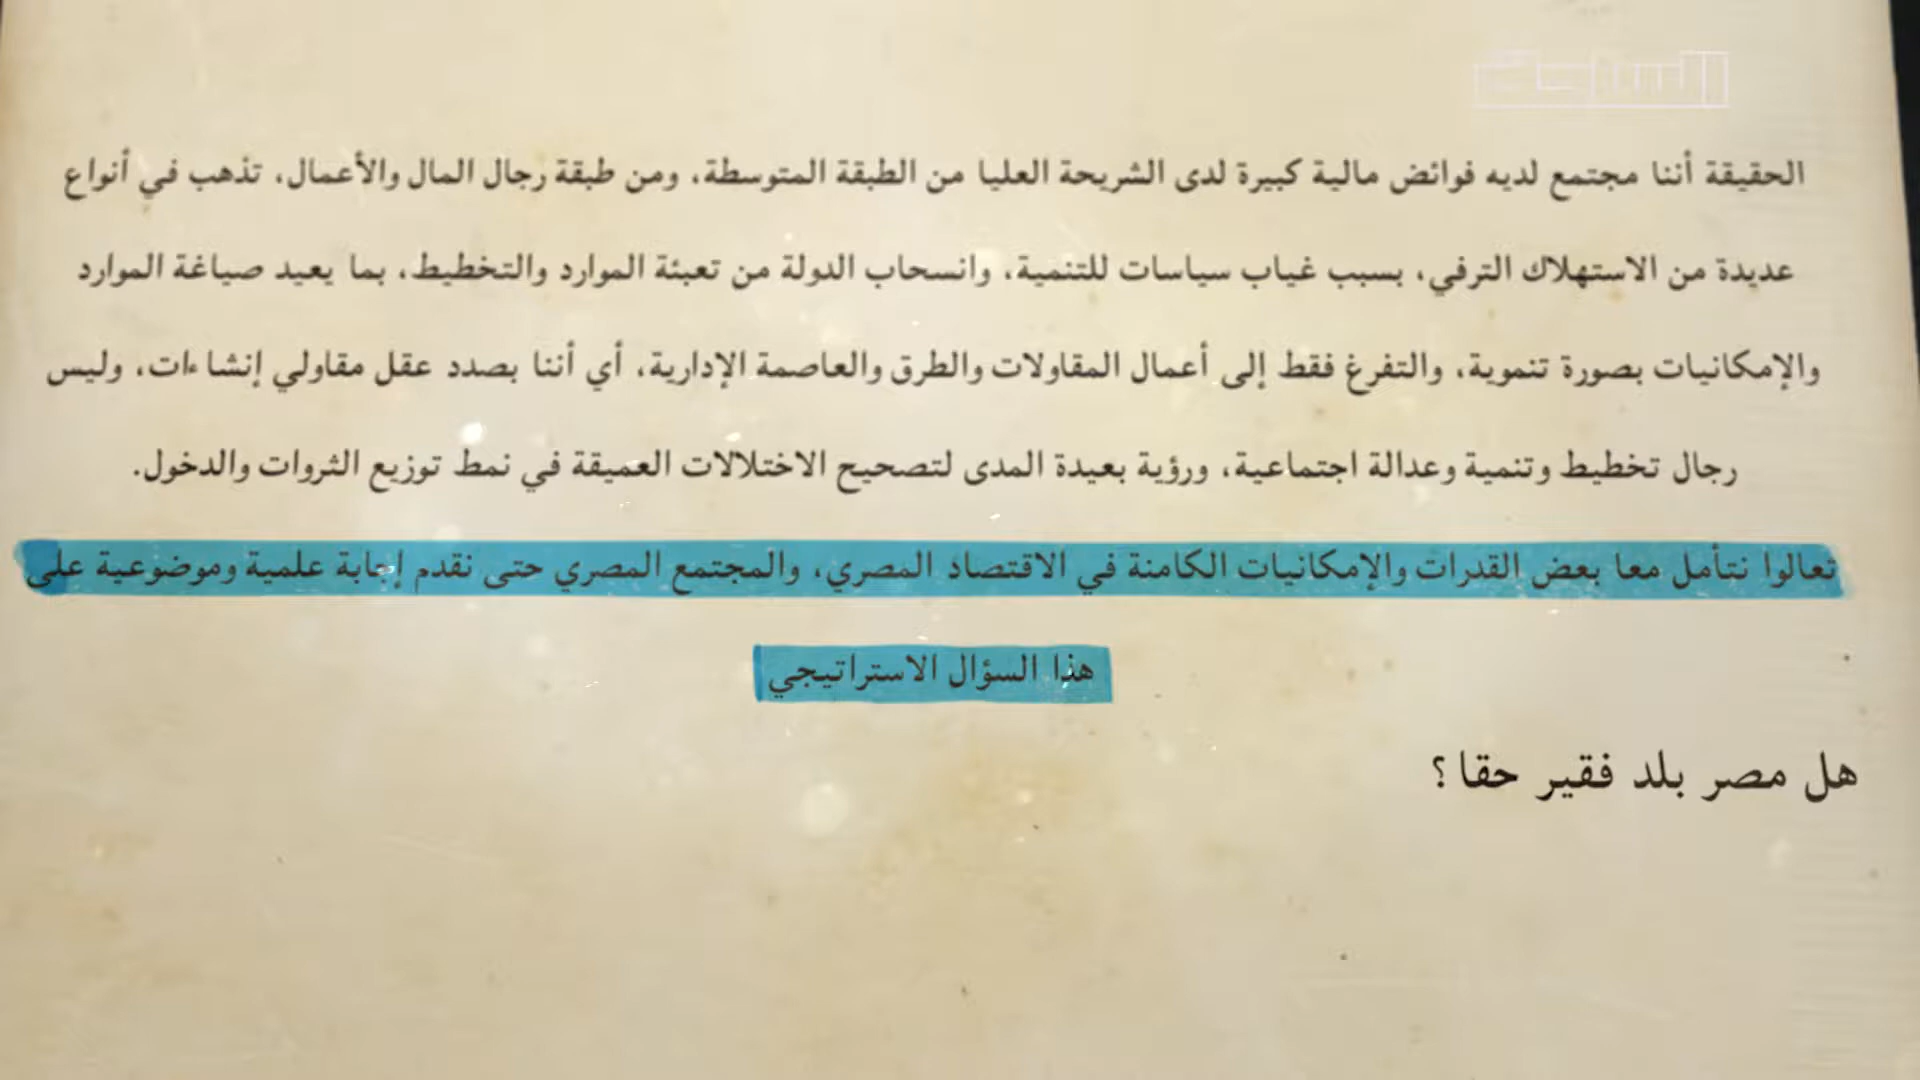 الحقيقة أننا مجتمع لديه فوائض مالية كبيرة لدى الشريحة العليا من الطبقة المتوسطة، ومن طبقة رجال المال والأعمال، تذهب في أنواع
عديدة من الاستهلاك الترفي، بسبب غياب سياسات للتنمية، وانسحاب الدولة من تعبئة الموارد والتخطيط، بما يعيد صياغة الموارد
والإمكانيات بصورة تنموية، والتفرغ فقط إلى أعمال المقاولات والطرق والعاصمة الإدارية، أي أننا بصدد عقل مقاولي إنشاءات، وليس
رجال تخطيط وتنمية وعدالة اجتماعية، ورؤية بعيدة المدى لتصحيح الاختلالات العميقة في نمط توزيع الثروات والدخول.
تعالوا نتأمل معا بعض القدرات والإمكانيات الكامنة في الاقتصاد المصري، والمجتمع المصري حتى نقدم إجابة علمية وموضوعية على
هذا السؤال الاستراتيجي
هل مصر بلد فقير حقا؟